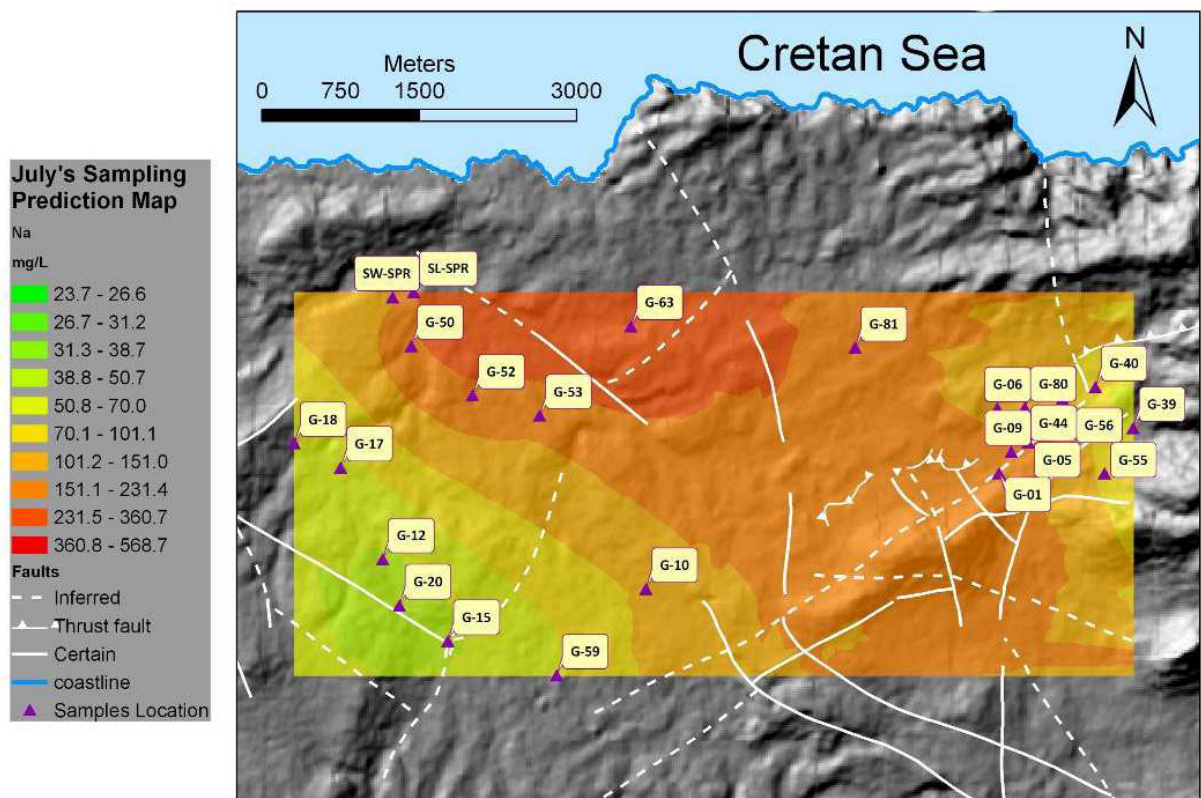 Cretan Sea
N
Meters
0 750 1500 3000
July's Sampling
Prediction Map
Na
mg/L
23.7 - 26.6
26.7 - 31.2
31.3 - 38.7
38.8 - 50.7
50.8 - 70.0
70.1 - 101.1
101.2 - 151.0
151.1 - 231.4
231.5 - 360.7
360.8 - 568.7
Faults
Inferred
Thrust fault
Certain
coastline
Samples Location
SW-SPR
SL-SPR
G-63
G-50
G-81
G-52
G-53
G-40
G-06
G-80
G-39
G-18
G-17
G-09
G-44
G-56
G-05
G-55
G-01
G-12
G-10
G-20
G-15
G-59